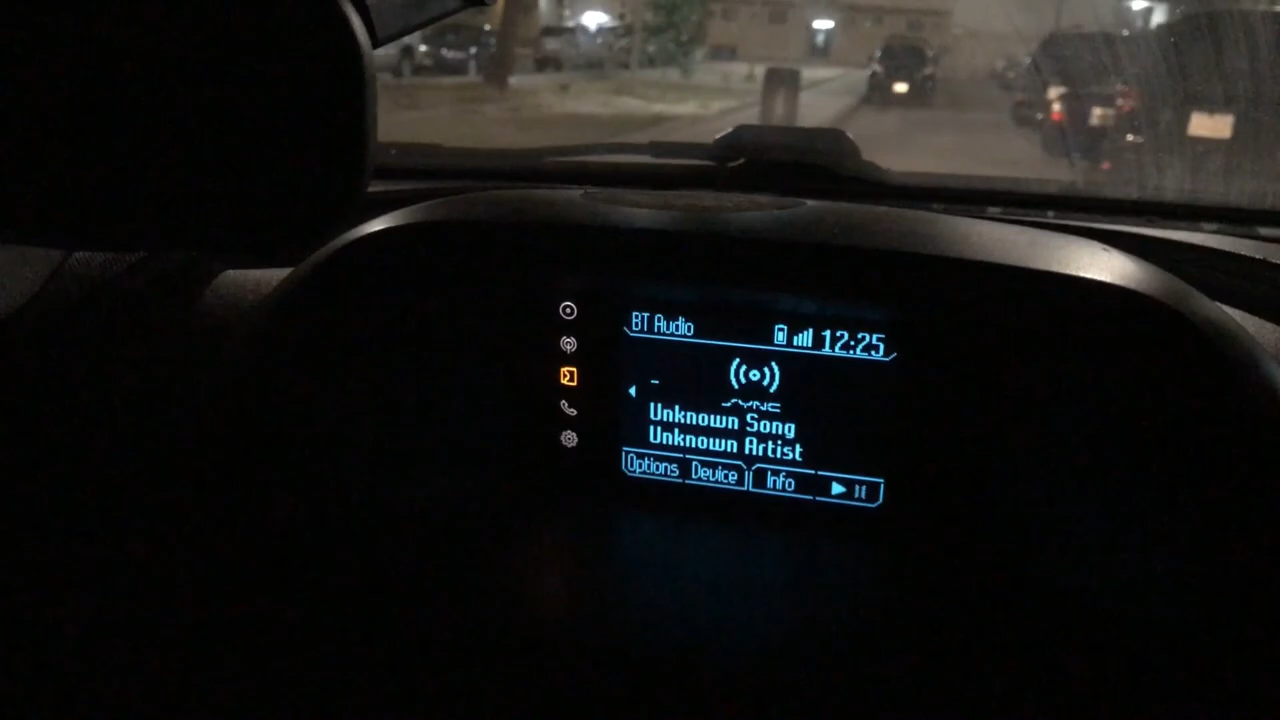 BT Audio 12:25
SYNC
Unknown Song
Unknown Artist
Options Device Info